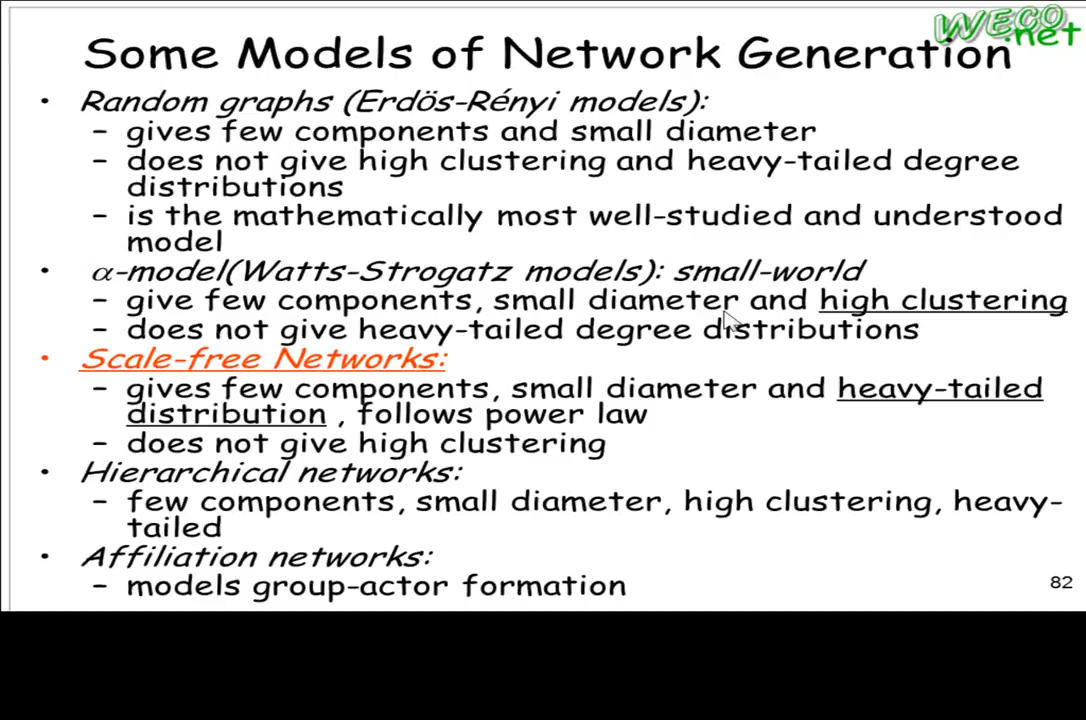 WECO
.net
Some Models of Network Generation
• Random graphs (Erdös-Rényi models):
– gives few components and small diameter
– does not give high clustering and heavy-tailed degree
distributions
– is the mathematically most well-studied and understood
model
• α-model(Watts-Strogatz models): small-world
– give few components, small diameter and high clustering
– does not give heavy-tailed degree distributions
• Scale-free Networks:
– gives few components, small diameter and heavy-tailed
distribution , follows power law
– does not give high clustering
• Hierarchical networks:
– few components, small diameter, high clustering, heavy-
tailed
• Affiliation networks:
– models group-actor formation
82